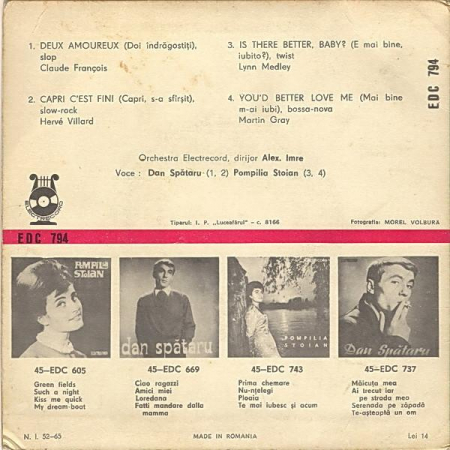 1. DEUX AMOUREUX (Doi îndrăgostiți),
slop
Claude François
2. CAPRI C'EST FINI (Capri, s-a sfîrșit),
slow-rock
Hervé Villard
3. IS THERE BETTER, BABY? (E mai bine,
iubito?), twist
Lynn Medley
4. YOU'D BETTER LOVE ME (Mai bine
m-ai iubi), bossa-nova
Martin Gray
EDC 794
Orchestra Electrecord, dirijor Alex. Imre
Voce: Dan Spătaru (1, 2) Pompilia Stoian (3, 4)
ELECTRECORD
Tiparul: I. P. „Luceafărul” — c. 8166
Fotografia: MOREL VOLBURA
EDC 794
POMPILIA
STOIAN
dan spătaru
POMPILIA
STOIAN
Dan Spătaru
45—EDC 605
Green fields
Such a night
Kiss me quick
My dream-boat
45—EDC 669
Ciao ragazzi
Amici miei
Loredana
Fatti mandare dalla
mamma
45—EDC 743
Prima chemare
Nu-nțelegi
Ploaia
Te mai iubesc și acum
45—EDC 737
Măicuța mea
Ai trecut iar
pe strada mea
Serenada pe zăpadă
Te-așteaptă un om
N. I. 52-65
MADE IN ROMANIA
Lei 14